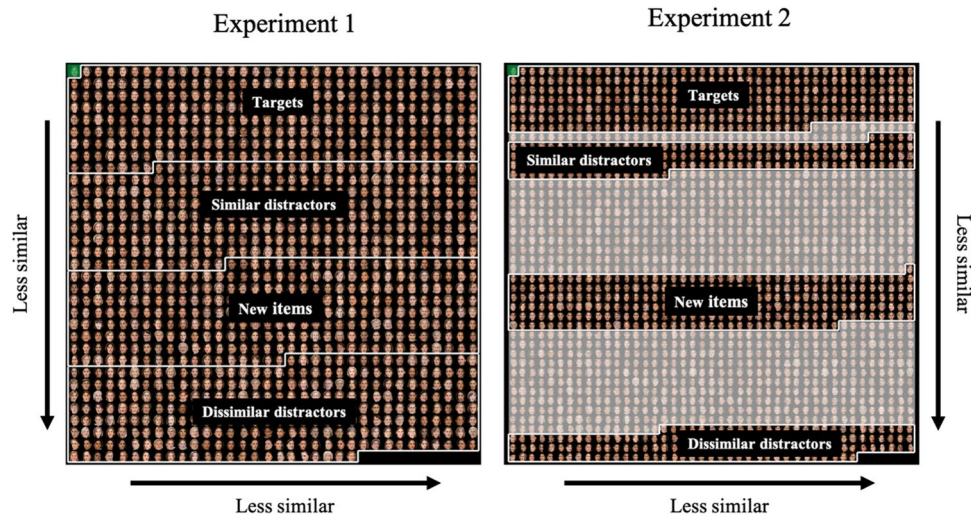 Experiment 1
Targets
Similar distractors
New items
Dissimilar distractors
Less similar
Less similar
Experiment 2
Targets
Similar distractors
New items
Dissimilar distractors
Less similar
Less similar